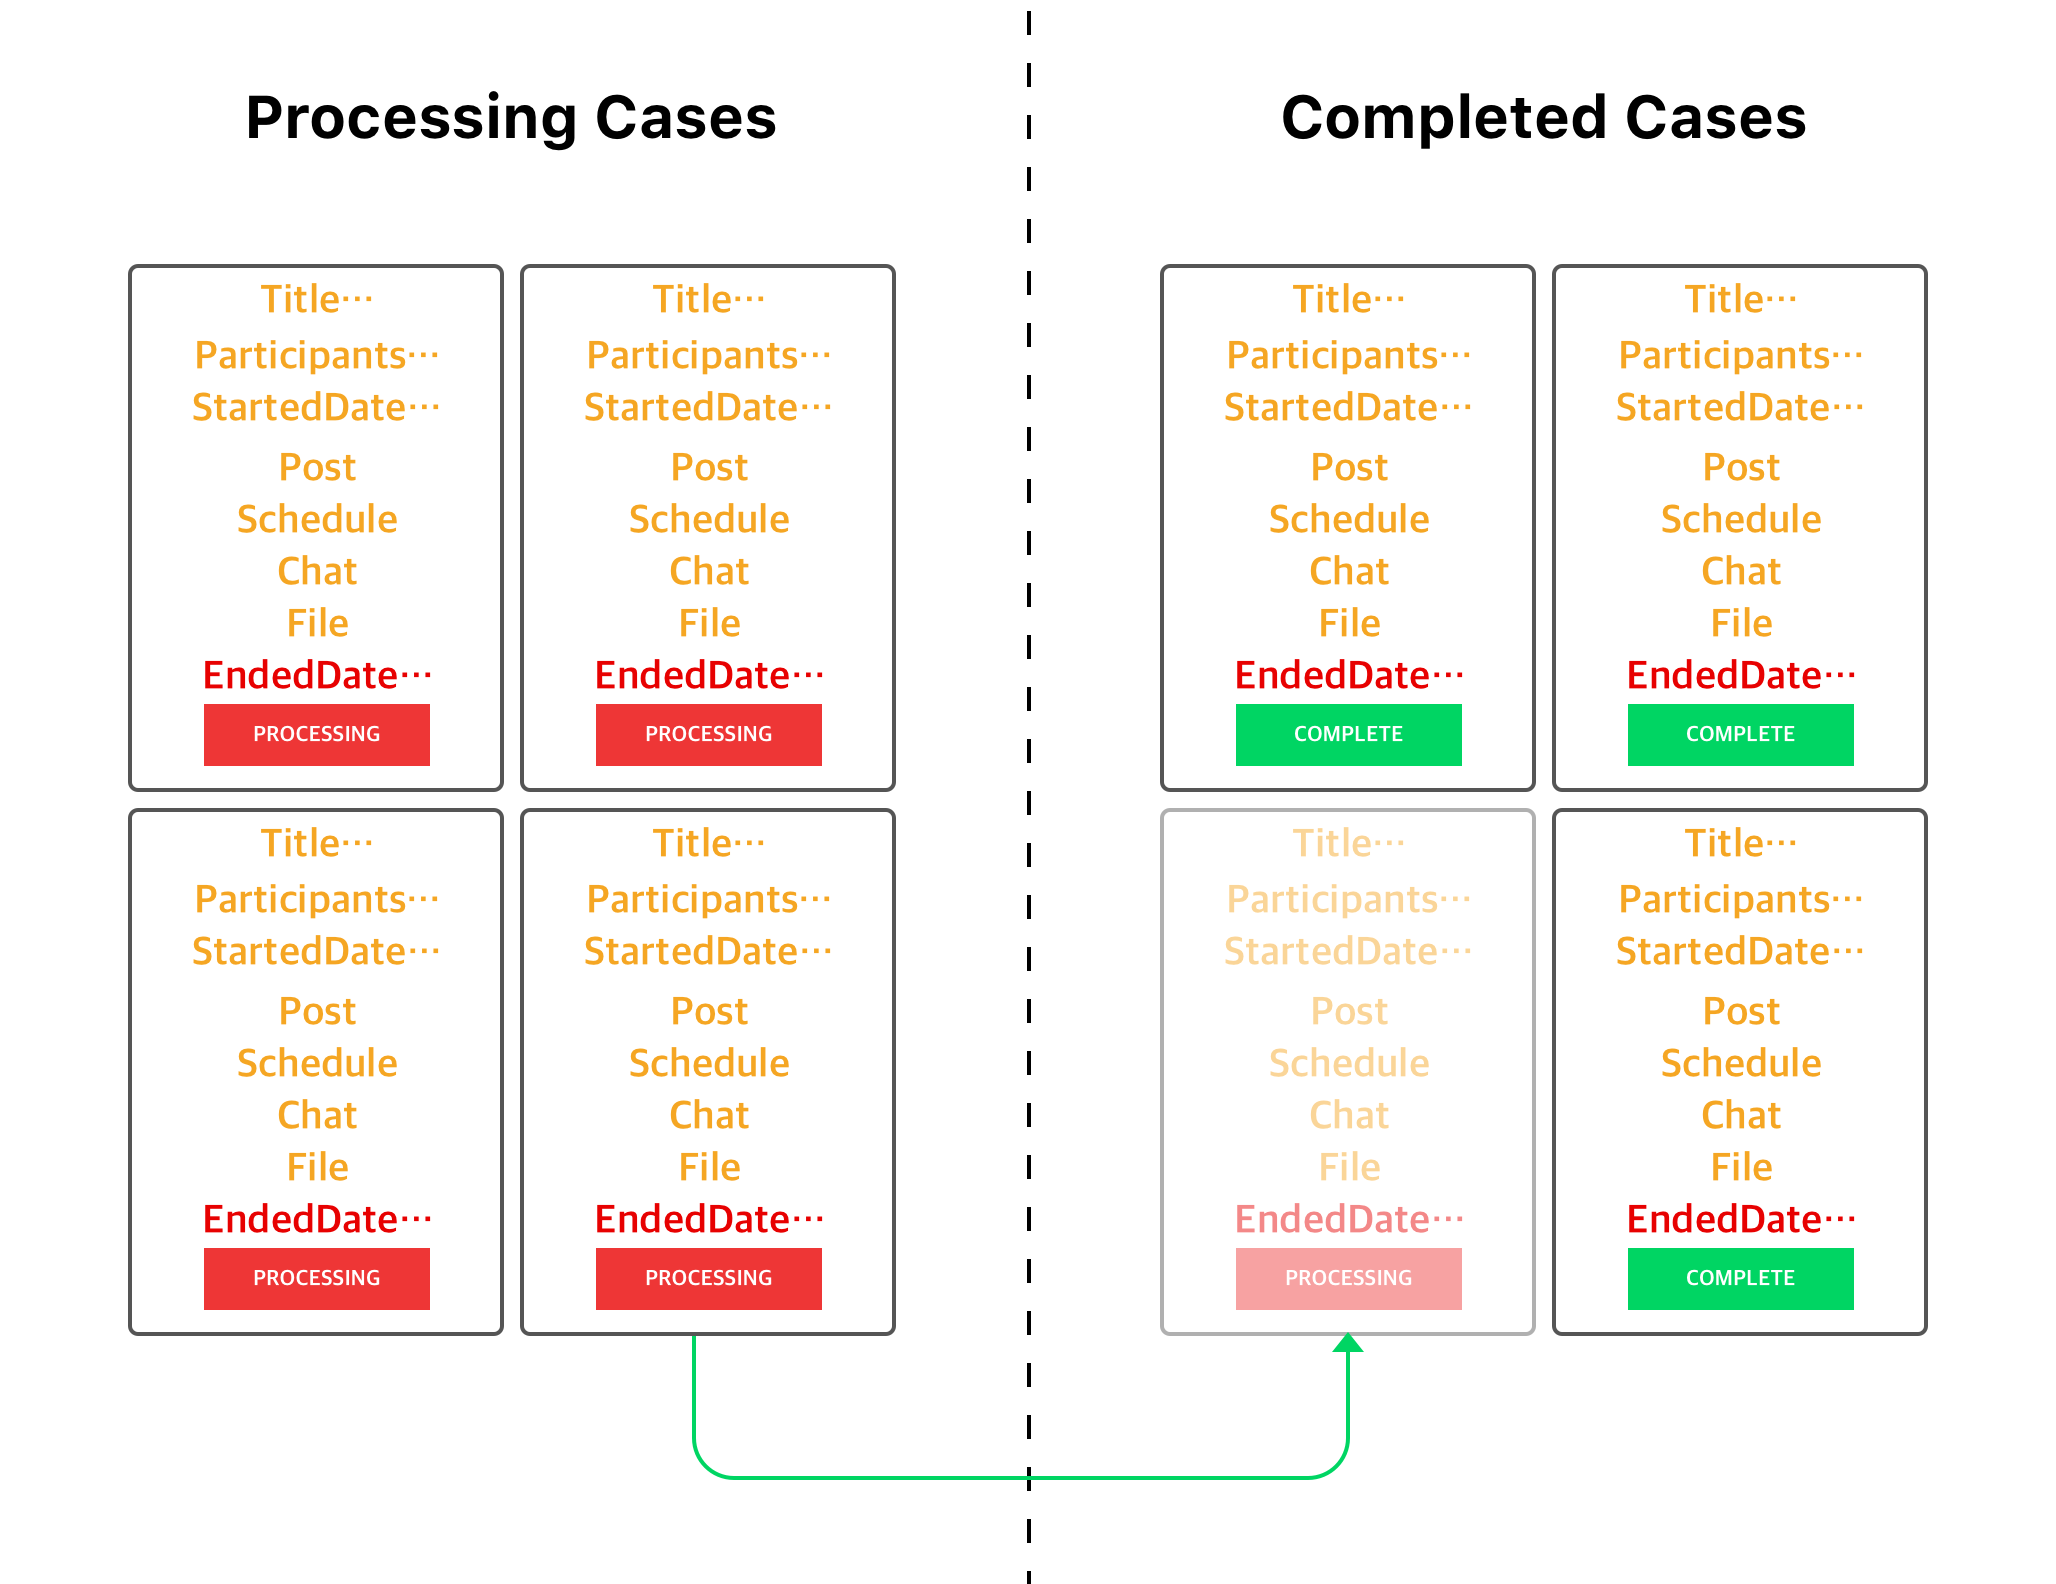 Processing Cases
Title···
Participants···
StartedDate···
Post
Schedule
Chat
File
EndedDate···
PROCESSING
Title···
Participants···
StartedDate···
Post
Schedule
Chat
File
EndedDate···
PROCESSING
Title···
Participants···
StartedDate···
Post
Schedule
Chat
File
EndedDate···
PROCESSING
Title···
Participants···
StartedDate···
Post
Schedule
Chat
File
EndedDate···
PROCESSING
Completed Cases
Title···
Participants···
StartedDate···
Post
Schedule
Chat
File
EndedDate···
COMPLETE
Title···
Participants···
StartedDate···
Post
Schedule
Chat
File
EndedDate···
COMPLETE
Title···
Participants···
StartedDate···
Post
Schedule
Chat
File
EndedDate···
PROCESSING
Title···
Participants···
StartedDate···
Post
Schedule
Chat
File
EndedDate···
COMPLETE